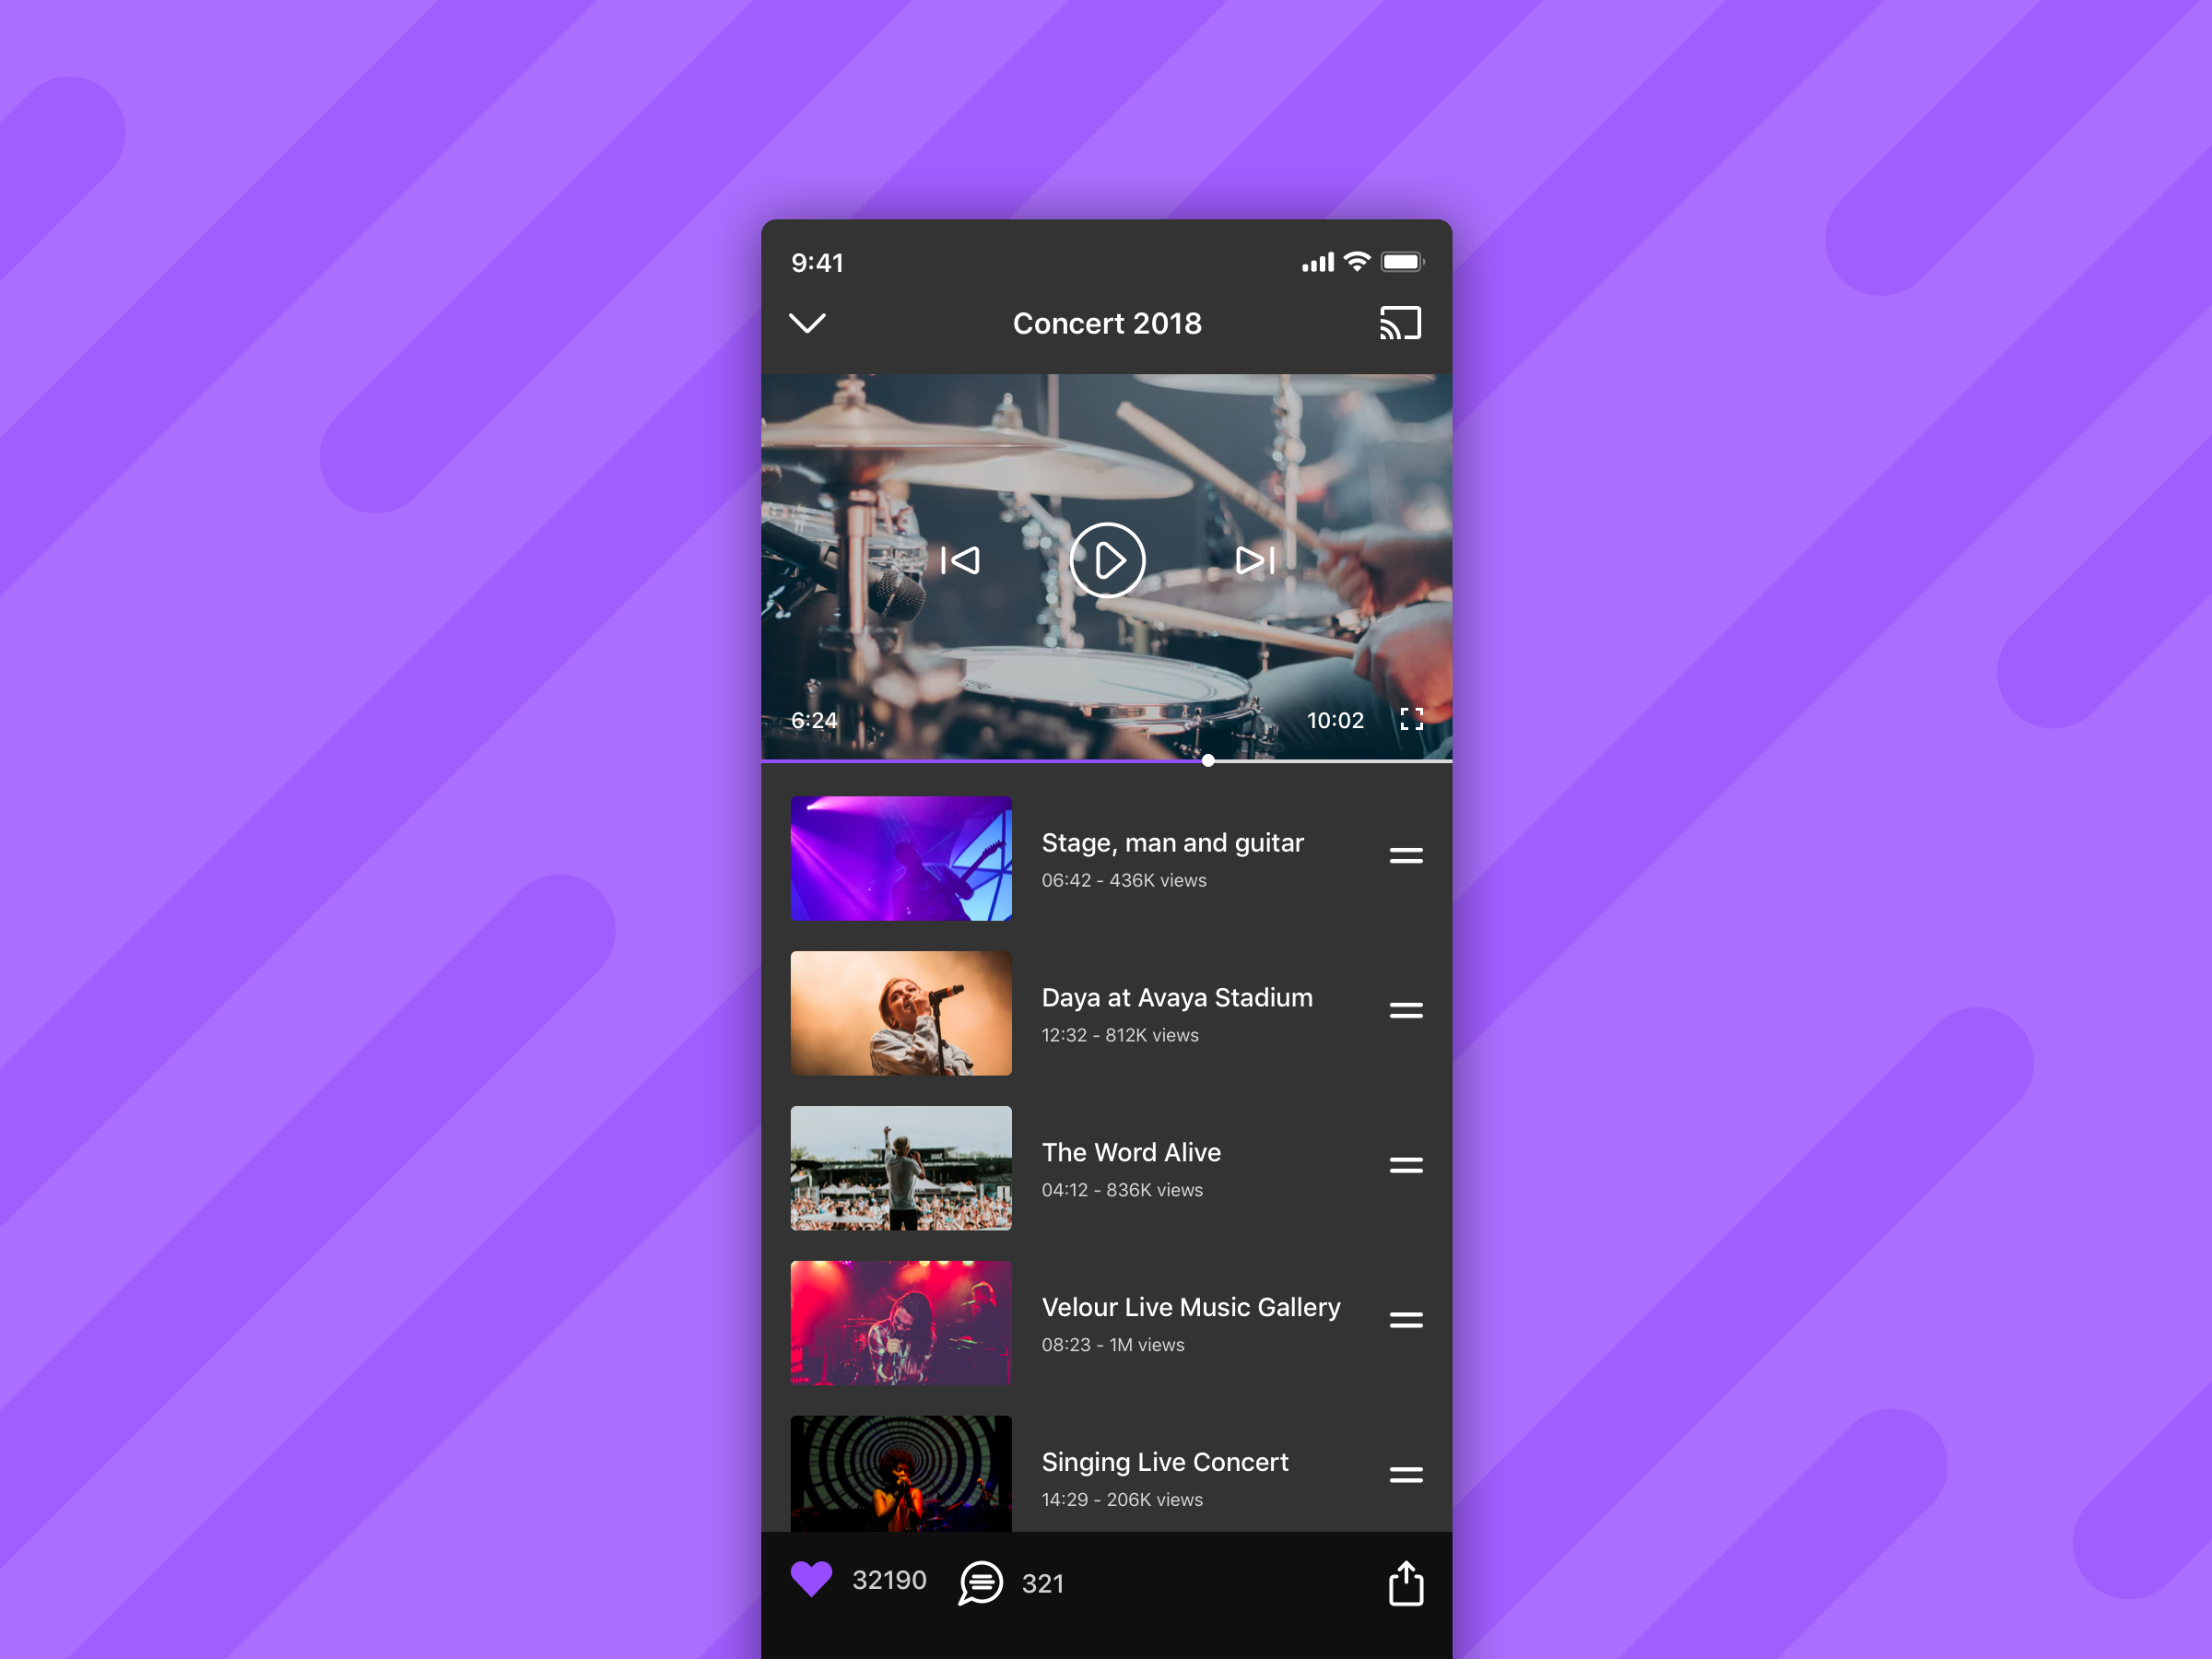 9:41
Concert 2018
6:24
10:02
Stage, man and guitar
06:42 - 436K views
Daya at Avaya Stadium
12:32 - 812K views
The Word Alive
04:12 - 836K views
Velour Live Music Gallery
08:23 - 1M views
Singing Live Concert
14:29 - 206K views
32190
321